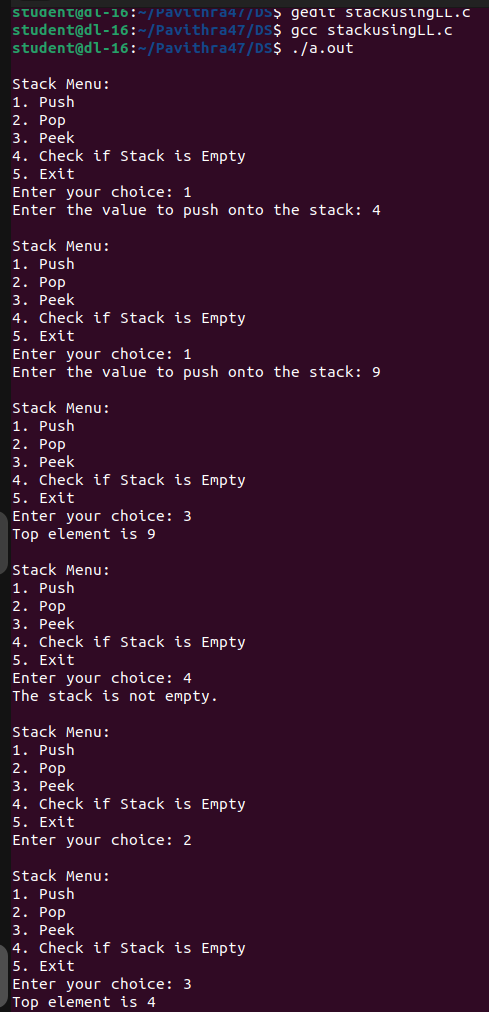 student@dl-16:~/Pavithra47/DS$ gedit stackusingLL.c
student@dl-16:~/Pavithra47/DS$ gcc stackusingLL.c
student@dl-16:~/Pavithra47/DS$ ./a.out

Stack Menu:
1. Push
2. Pop
3. Peek
4. Check if Stack is Empty
5. Exit
Enter your choice: 1
Enter the value to push onto the stack: 4

Stack Menu:
1. Push
2. Pop
3. Peek
4. Check if Stack is Empty
5. Exit
Enter your choice: 1
Enter the value to push onto the stack: 9

Stack Menu:
1. Push
2. Pop
3. Peek
4. Check if Stack is Empty
5. Exit
Enter your choice: 3
Top element is 9

Stack Menu:
1. Push
2. Pop
3. Peek
4. Check if Stack is Empty
5. Exit
Enter your choice: 4
The stack is not empty.

Stack Menu:
1. Push
2. Pop
3. Peek
4. Check if Stack is Empty
5. Exit
Enter your choice: 2

Stack Menu:
1. Push
2. Pop
3. Peek
4. Check if Stack is Empty
5. Exit
Enter your choice: 3
Top element is 4